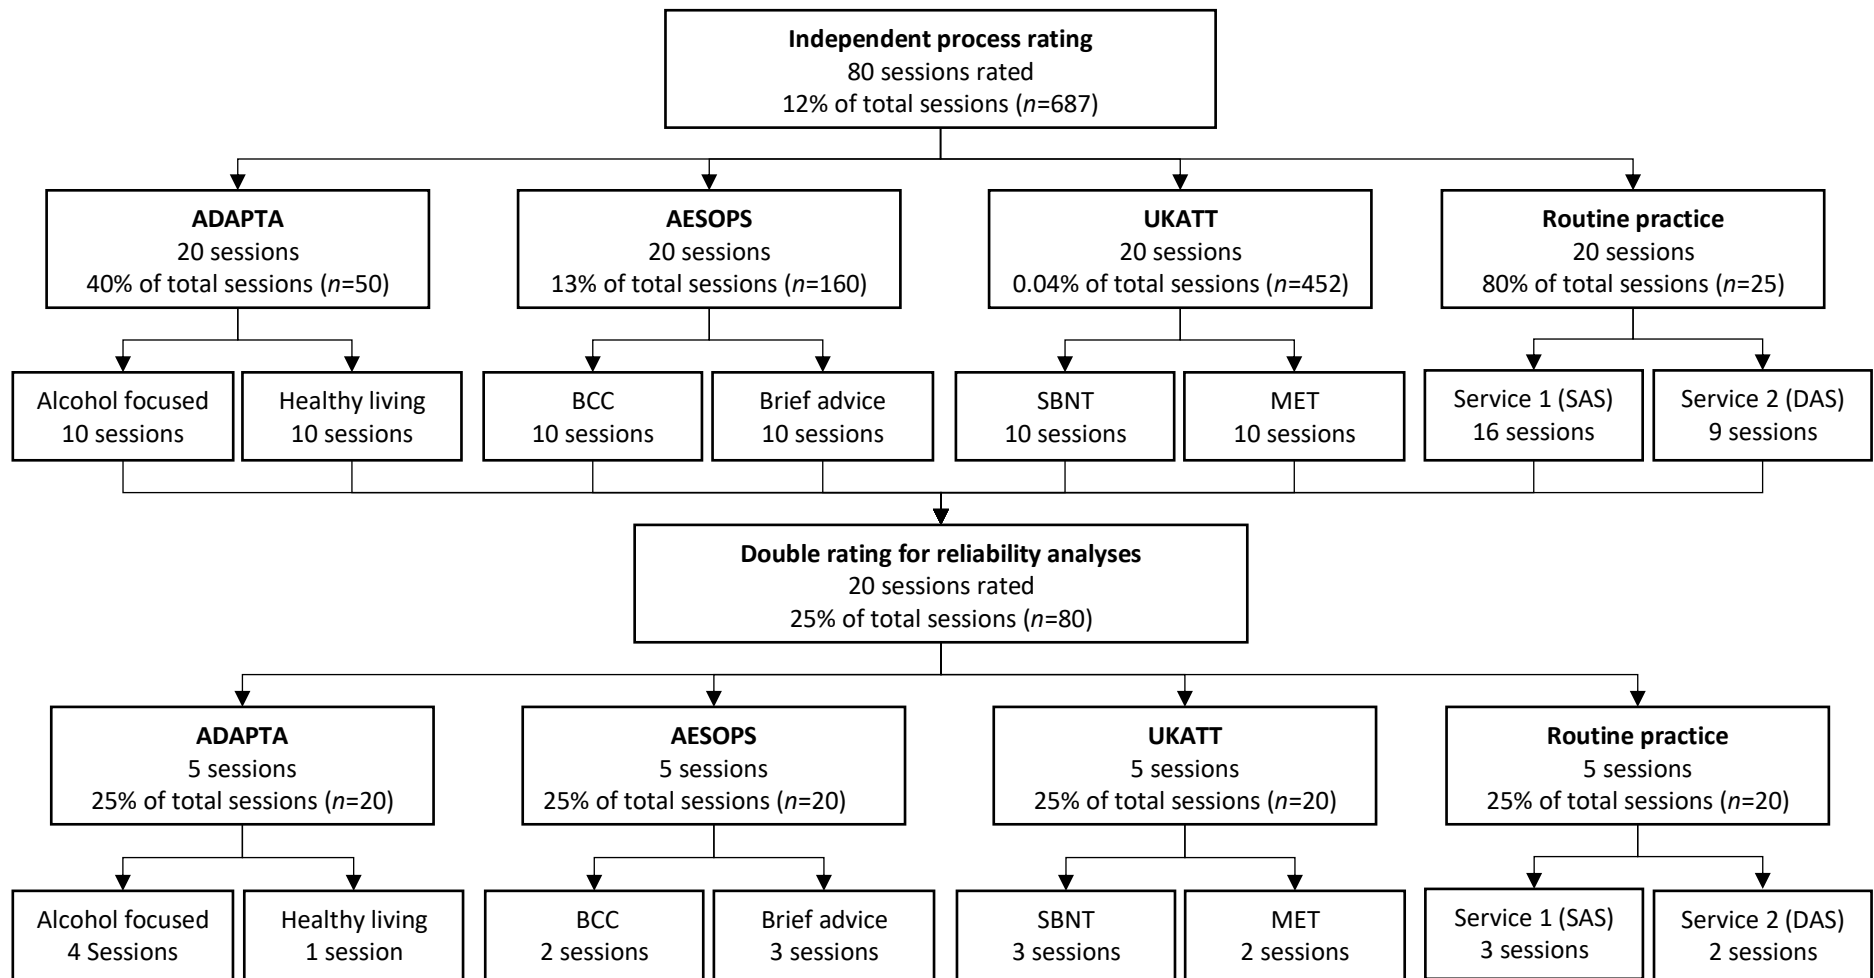 Independent process rating
80 sessions rated
12% of total sessions (n=687)
ADAPTA
20 sessions
40% of total sessions (n=50)
AESOPS
20 sessions
13% of total sessions (n=160)
UKATT
20 sessions
0.04% of total sessions (n=452)
Routine practice
20 sessions
80% of total sessions (n=25)
Alcohol focused
10 sessions
Healthy living
10 sessions
BCC
10 sessions
Brief advice
10 sessions
SBNT
10 sessions
MET
10 sessions
Service 1 (SAS)
16 sessions
Service 2 (DAS)
9 sessions
Double rating for reliability analyses
20 sessions rated
25% of total sessions (n=80)
ADAPTA
5 sessions
25% of total sessions (n=20)
AESOPS
5 sessions
25% of total sessions (n=20)
UKATT
5 sessions
25% of total sessions (n=20)
Routine practice
5 sessions
25% of total sessions (n=20)
Alcohol focused
4 Sessions
Healthy living
1 session
BCC
2 sessions
Brief advice
3 sessions
SBNT
3 sessions
MET
2 sessions
Service 1 (SAS)
3 sessions
Service 2 (DAS)
2 sessions